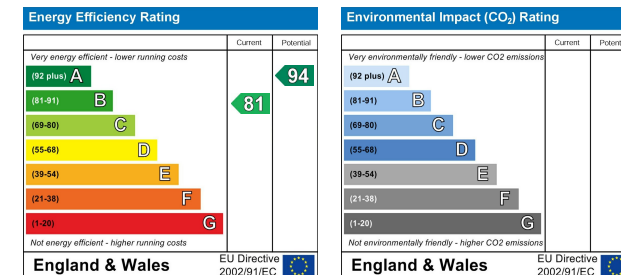 Energy Efficiency Rating
Current Potential
Very energy efficient - lower running costs
(92 plus) A
94
(81-91) B
81
(69-80) C
(55-68) D
(39-54) E
(21-38) F
(1-20) G
Not energy efficient - higher running costs
England & Wales
EU Directive
2002/91/EC
Environmental Impact (CO₂) Rating
Current Potent
Very environmentally friendly - lower CO2 emissions
(92 plus) A
(81-91) B
(69-80) C
(55-68) D
(39-54) E
(21-38) F
(1-20) G
Not environmentally friendly - higher CO2 emissions
England & Wales
EU Directive
2002/91/EC